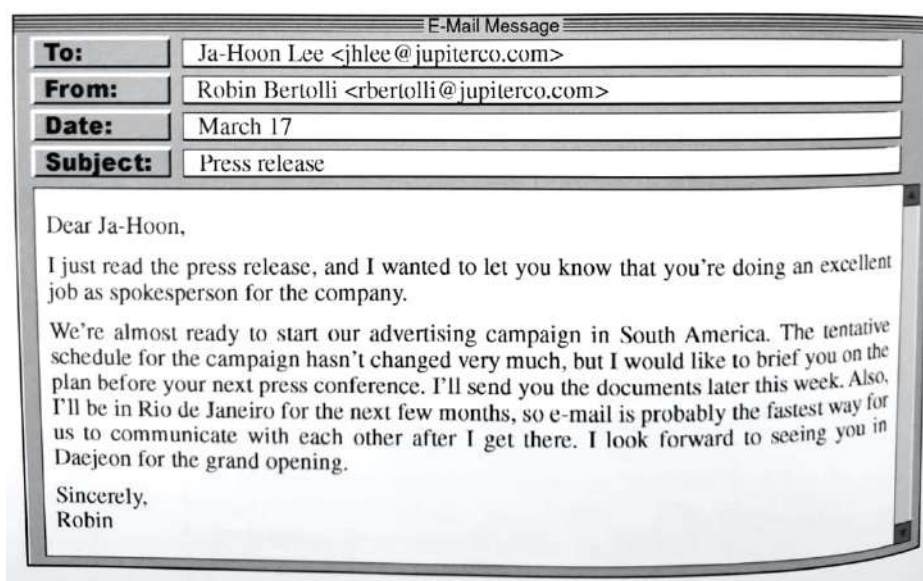 E-Mail Message
To: Ja-Hoon Lee <jhlee@jupiterco.com>
From: Robin Bertolli <rbertolli@jupiterco.com>
Date: March 17
Subject: Press release
Dear Ja-Hoon,
I just read the press release, and I wanted to let you know that you're doing an excellent
job as spokesperson for the company.
We're almost ready to start our advertising campaign in South America. The tentative
schedule for the campaign hasn't changed very much, but I would like to brief you on the
plan before your next press conference. I'll send you the documents later this week. Also,
I'll be in Rio de Janeiro for the next few months, so e-mail is probably the fastest way for
us to communicate with each other after I get there. I look forward to seeing you in
Daejeon for the grand opening.
Sincerely,
Robin